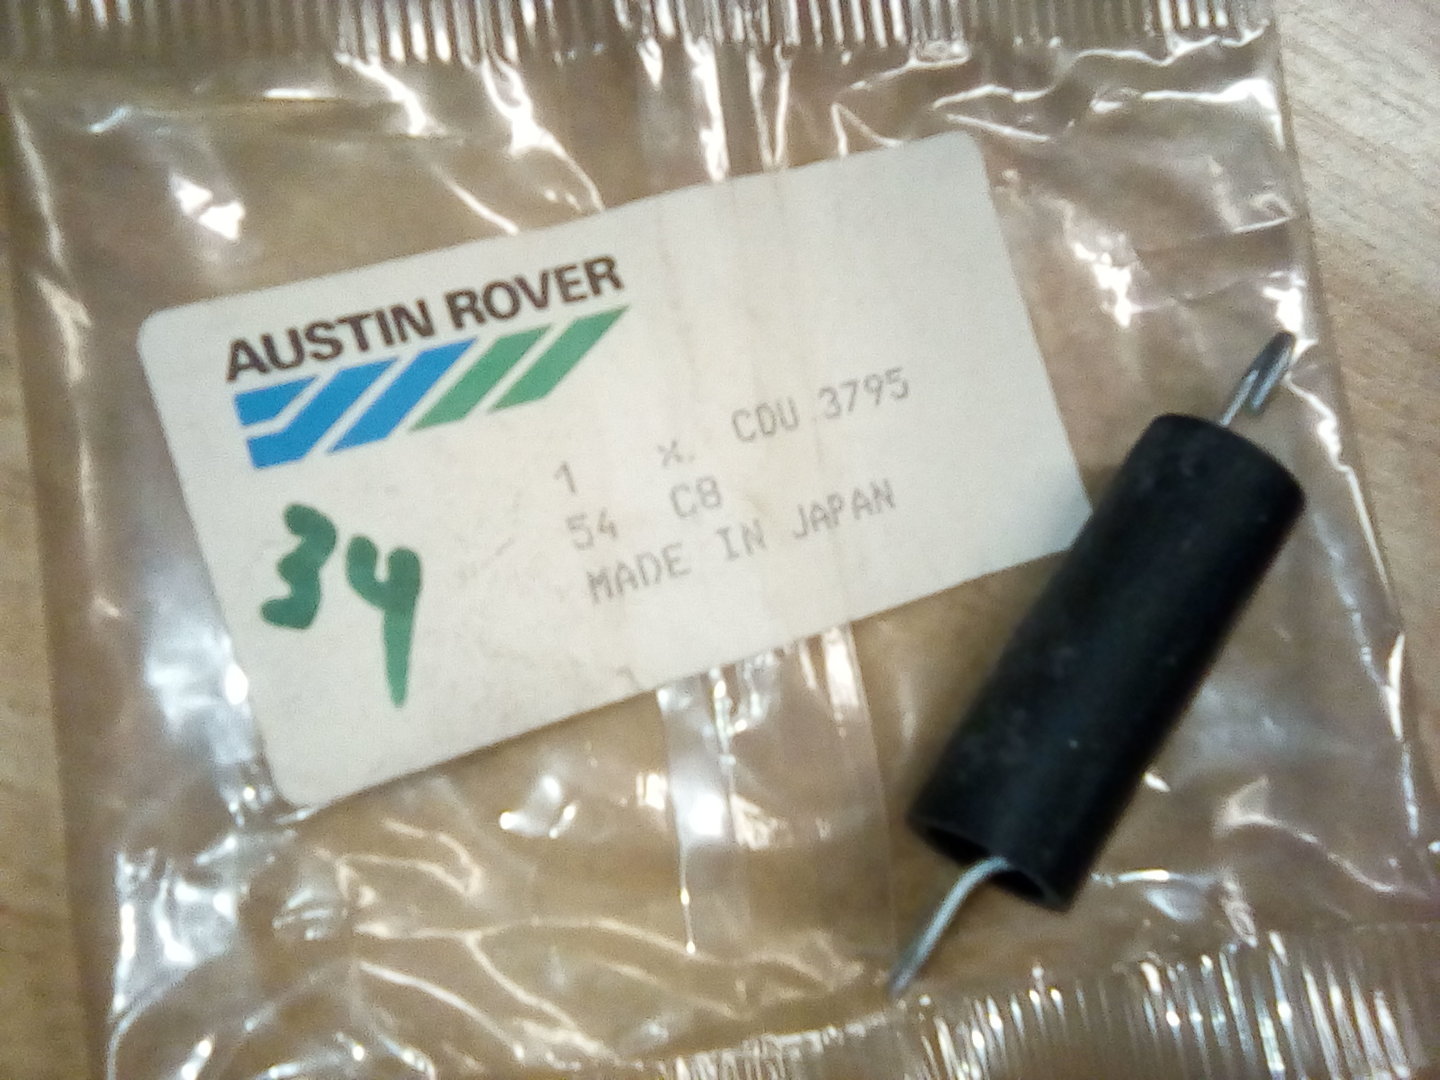 AUSTIN ROVER
1 x. CDU 3795
54 C8
MADE IN JAPAN
34